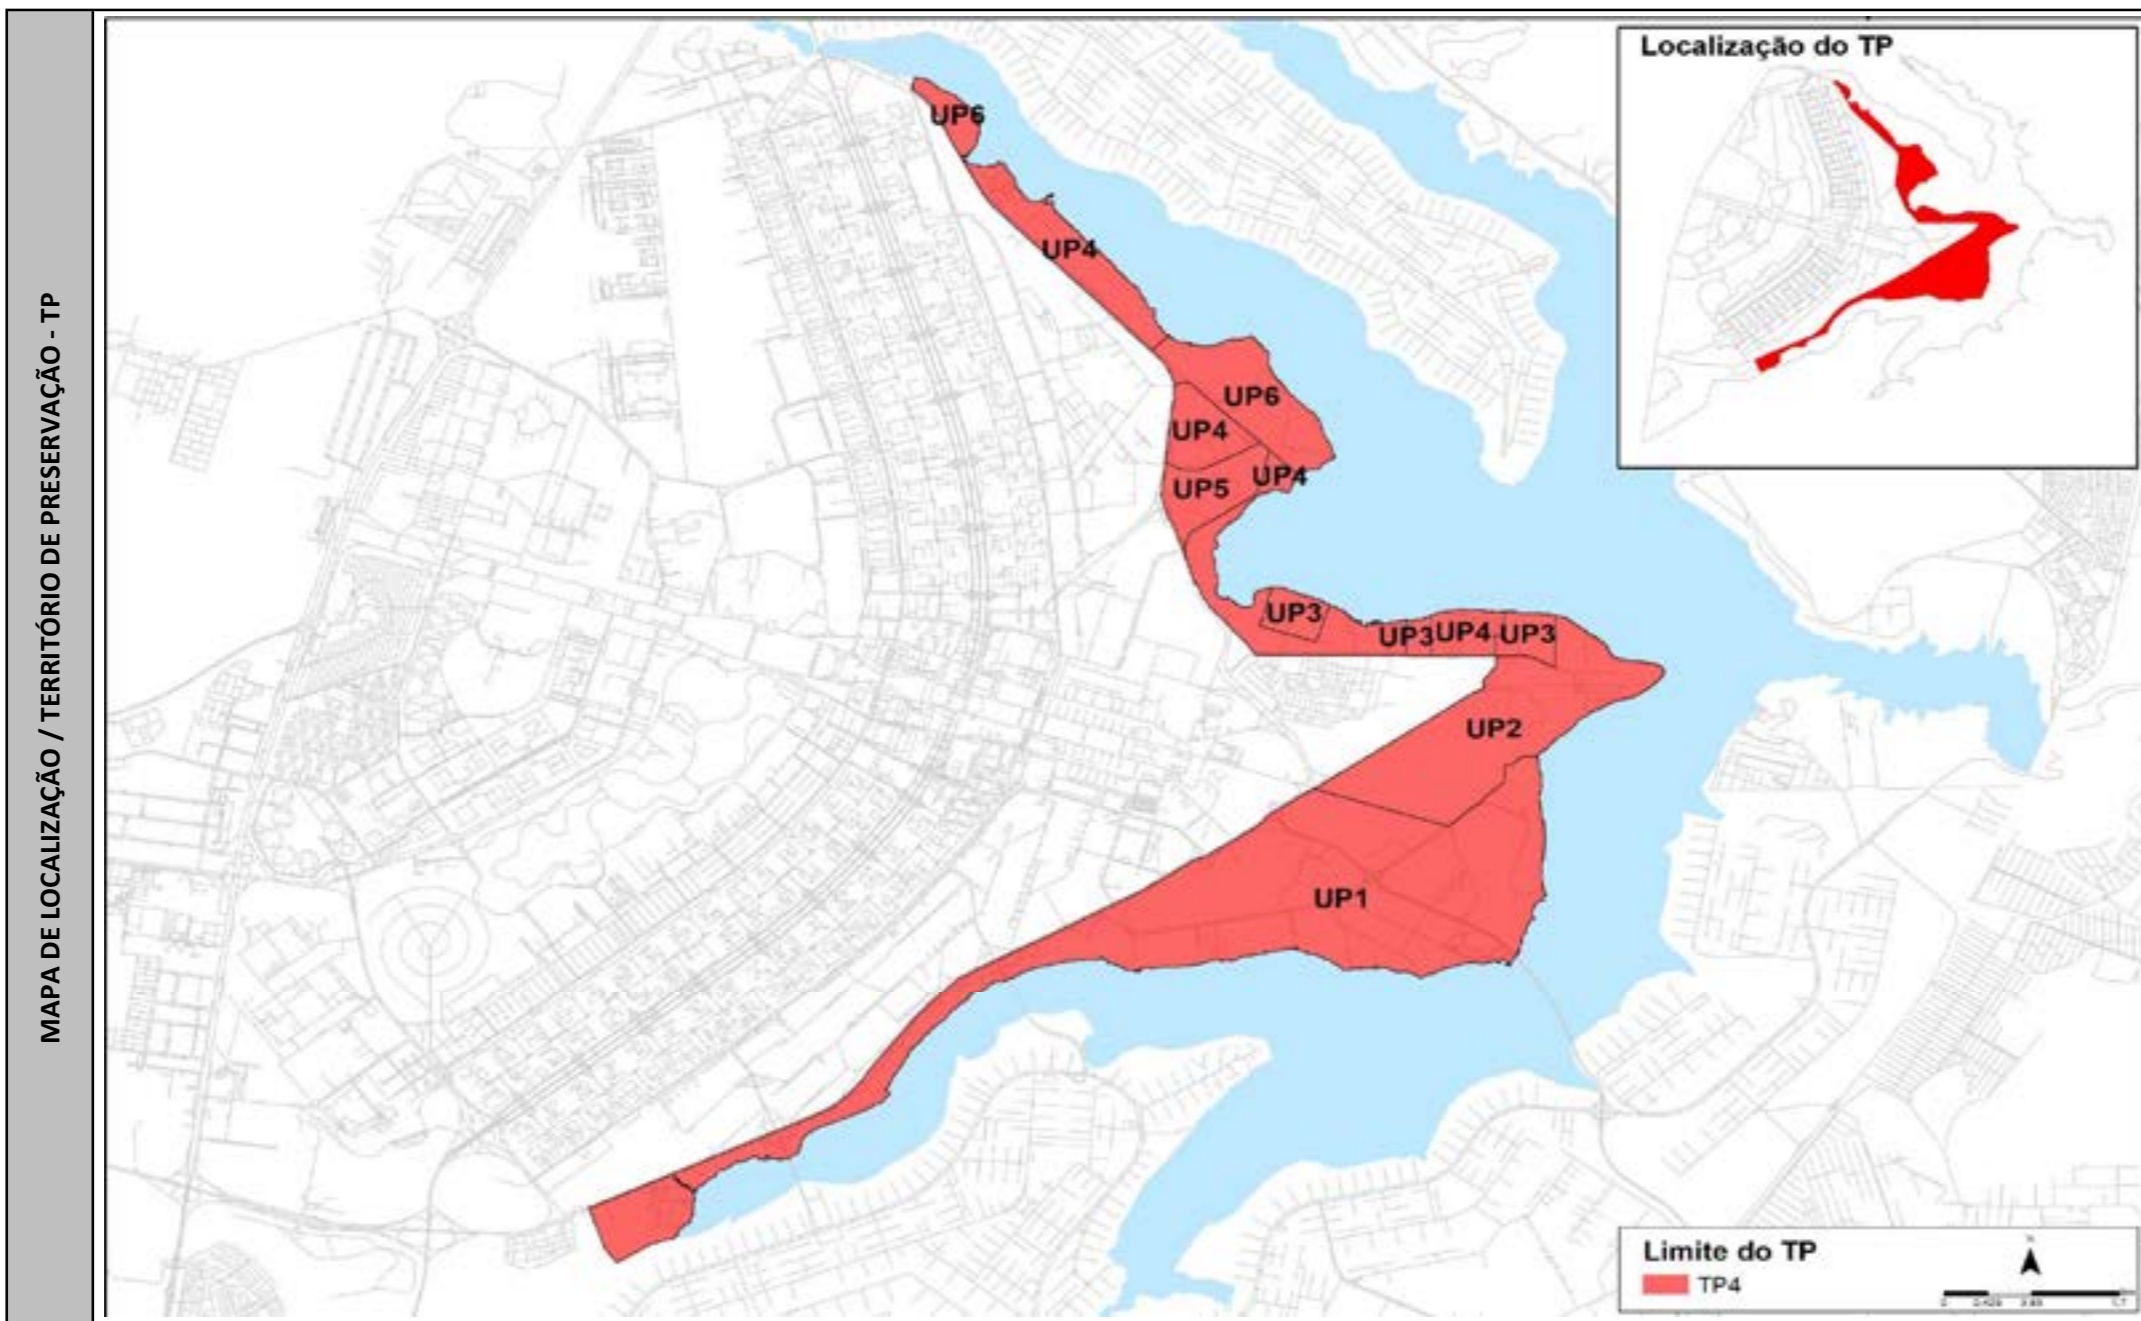 MAPA DE LOCALIZAÇÃO / TERRITÓRIO DE PRESERVAÇÃO - TP
Localização do TP
UP6
UP4
UP6
UP4
UP4
UP5
UP3
UP3 UP4 UP3
UP2
UP1
Limite do TP
TP4